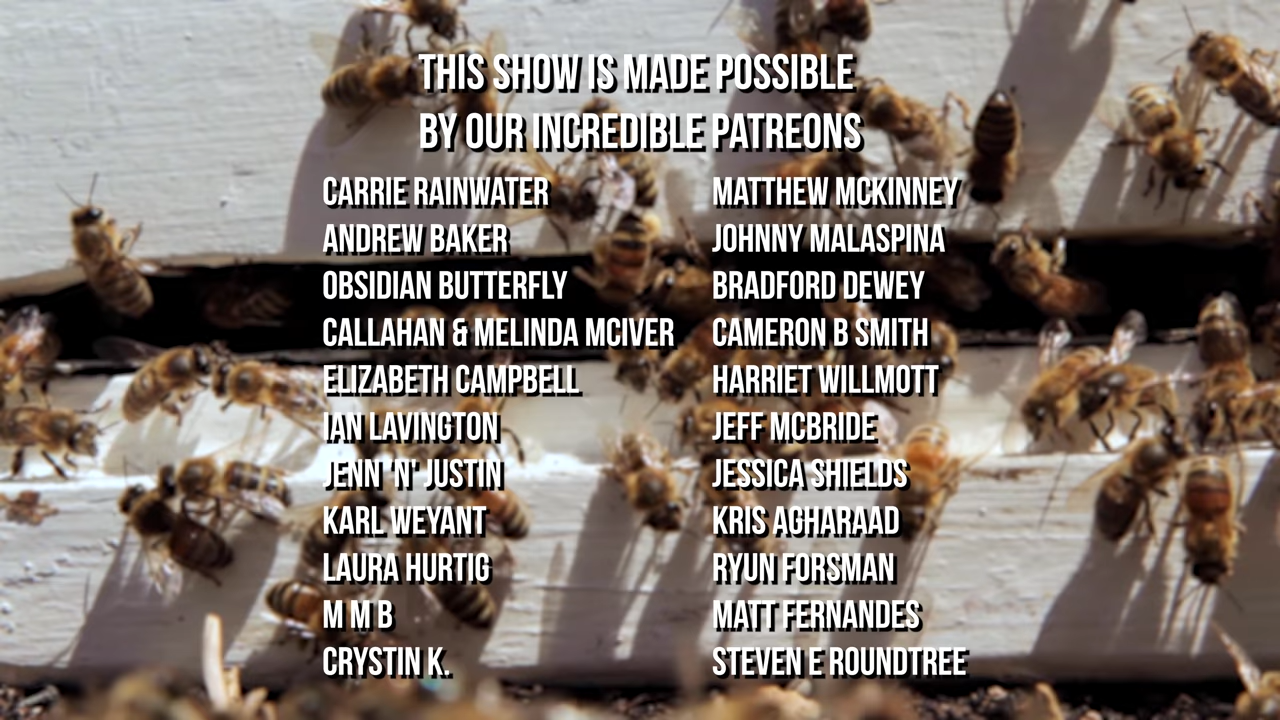 THIS SHOW IS MADE POSSIBLE
BY OUR INCREDIBLE PATREONS
CARRIE RAINWATER
ANDREW BAKER
OBSIDIAN BUTTERFLY
CALLAHAN & MELINDA MCIVER
ELIZABETH CAMPBELL
IAN LAVINGTON
JENN 'N' JUSTIN
KARL WEYANT
LAURA HURTIG
M M B
CRYSTIN K.
MATTHEW MCKINNEY
JOHNNY MALASPINA
BRADFORD DEWEY
CAMERON B SMITH
HARRIET WILLMOTT
JEFF MCBRIDE
JESSICA SHIELDS
KRIS AGHARAAD
RYUN FORSMAN
MATT FERNANDES
STEVEN E ROUNDTREE